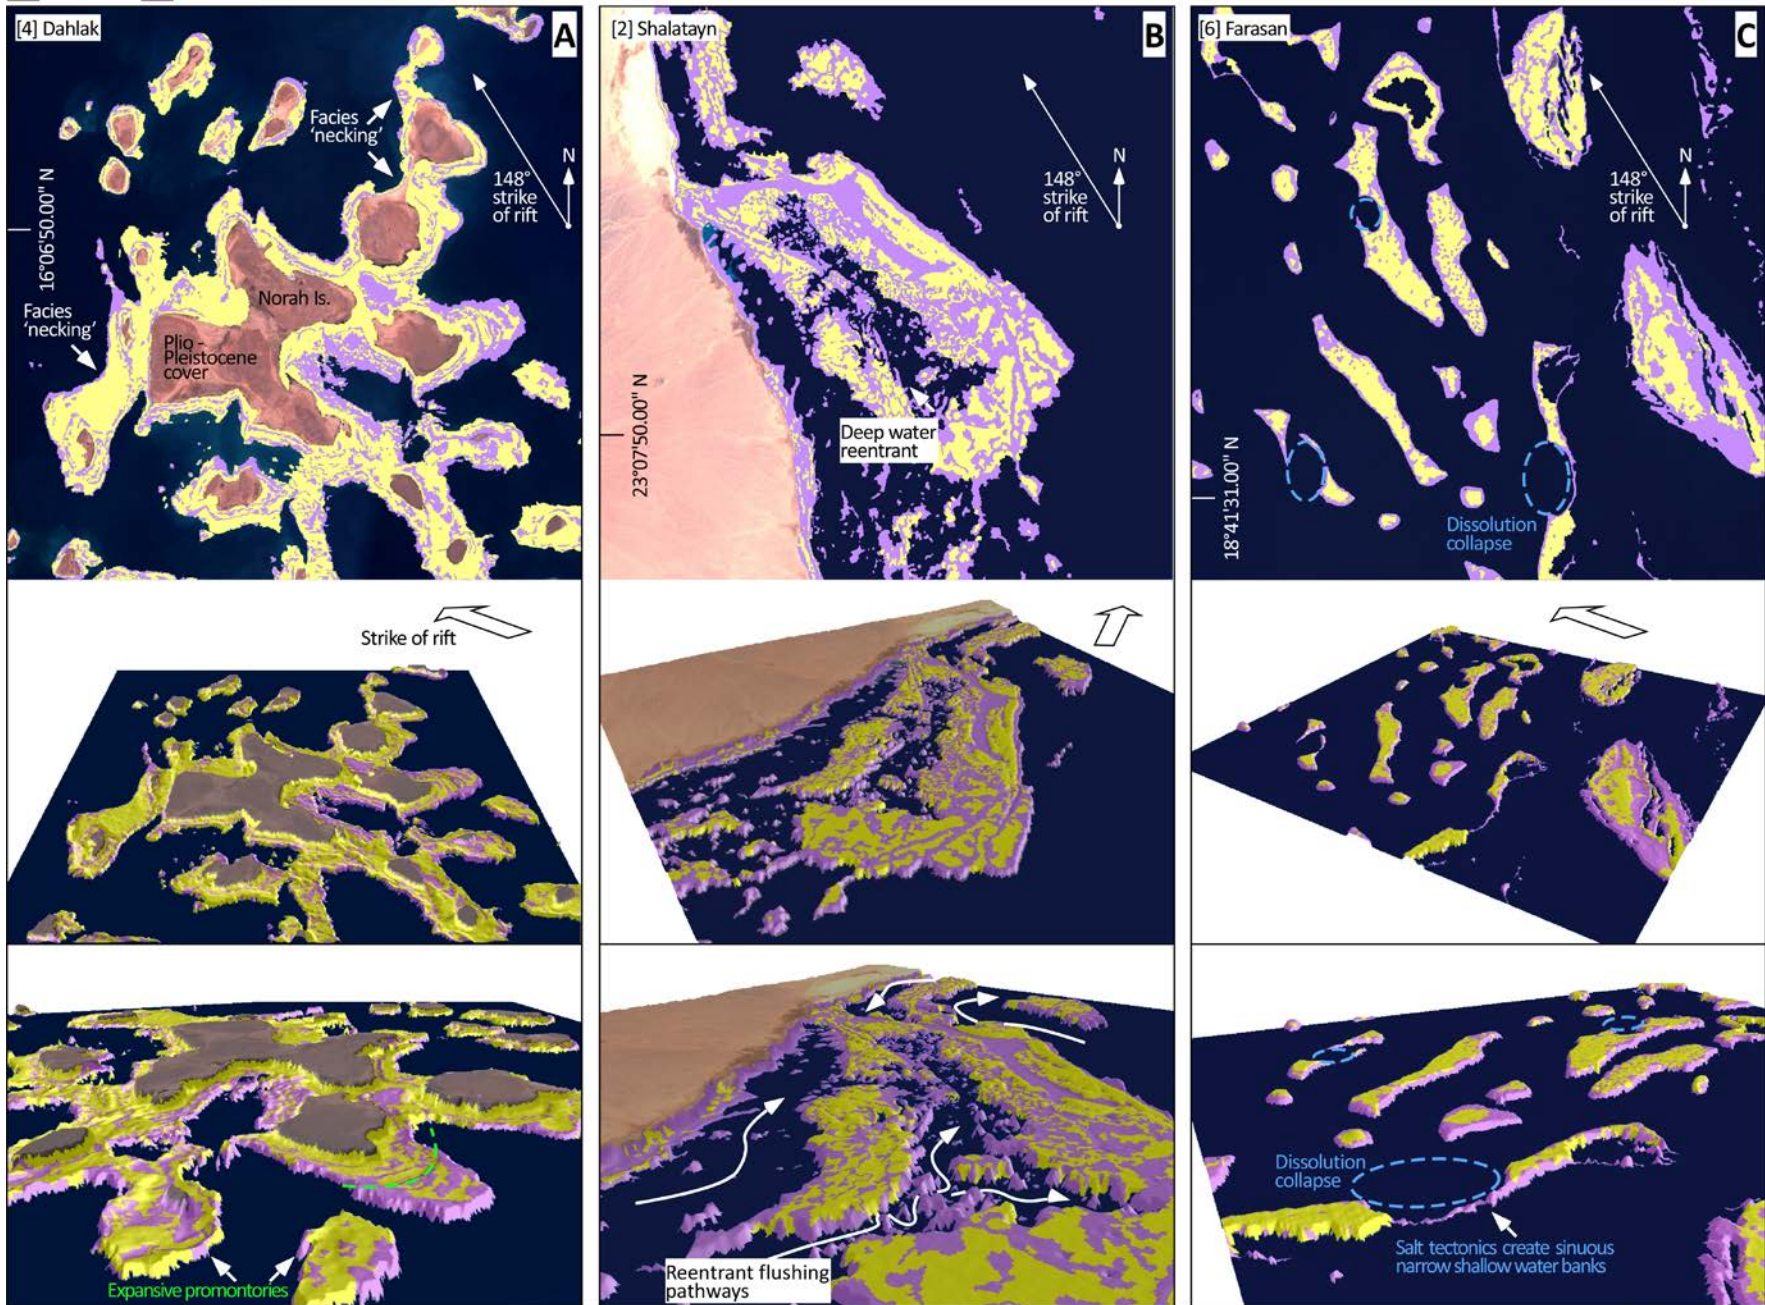 [4] Dahlak
A
Facies
‘necking’
148°
strike
of rift
N
16°06'50.00" N
Norah Is.
Facies
‘necking’
Plio -
Pleistocene
cover
[2] Shalatayn
B
148°
strike
of rift
N
Deep water
reentrant
23°07'50.00" N
[6] Farasan
C
148°
strike
of rift
N
Dissolution
collapse
18°41'31.00" N
Strike of rift
Expansive promontories
Reentrant flushing
pathways
Dissolution
collapse
Salt tectonics create sinuous
narrow shallow water banks